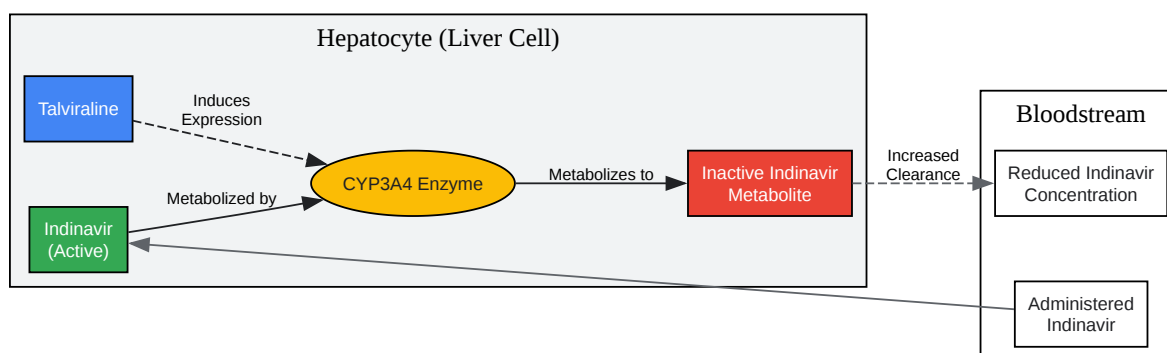 Hepatocyte (Liver Cell)
Talviraline
Induces
Expression
CYP3A4 Enzyme
Metabolized by
Indinavir
(Active)
Metabolizes to
Inactive Indinavir
Metabolite
Increased
Clearance
Bloodstream
Reduced Indinavir
Concentration
Administered
Indinavir